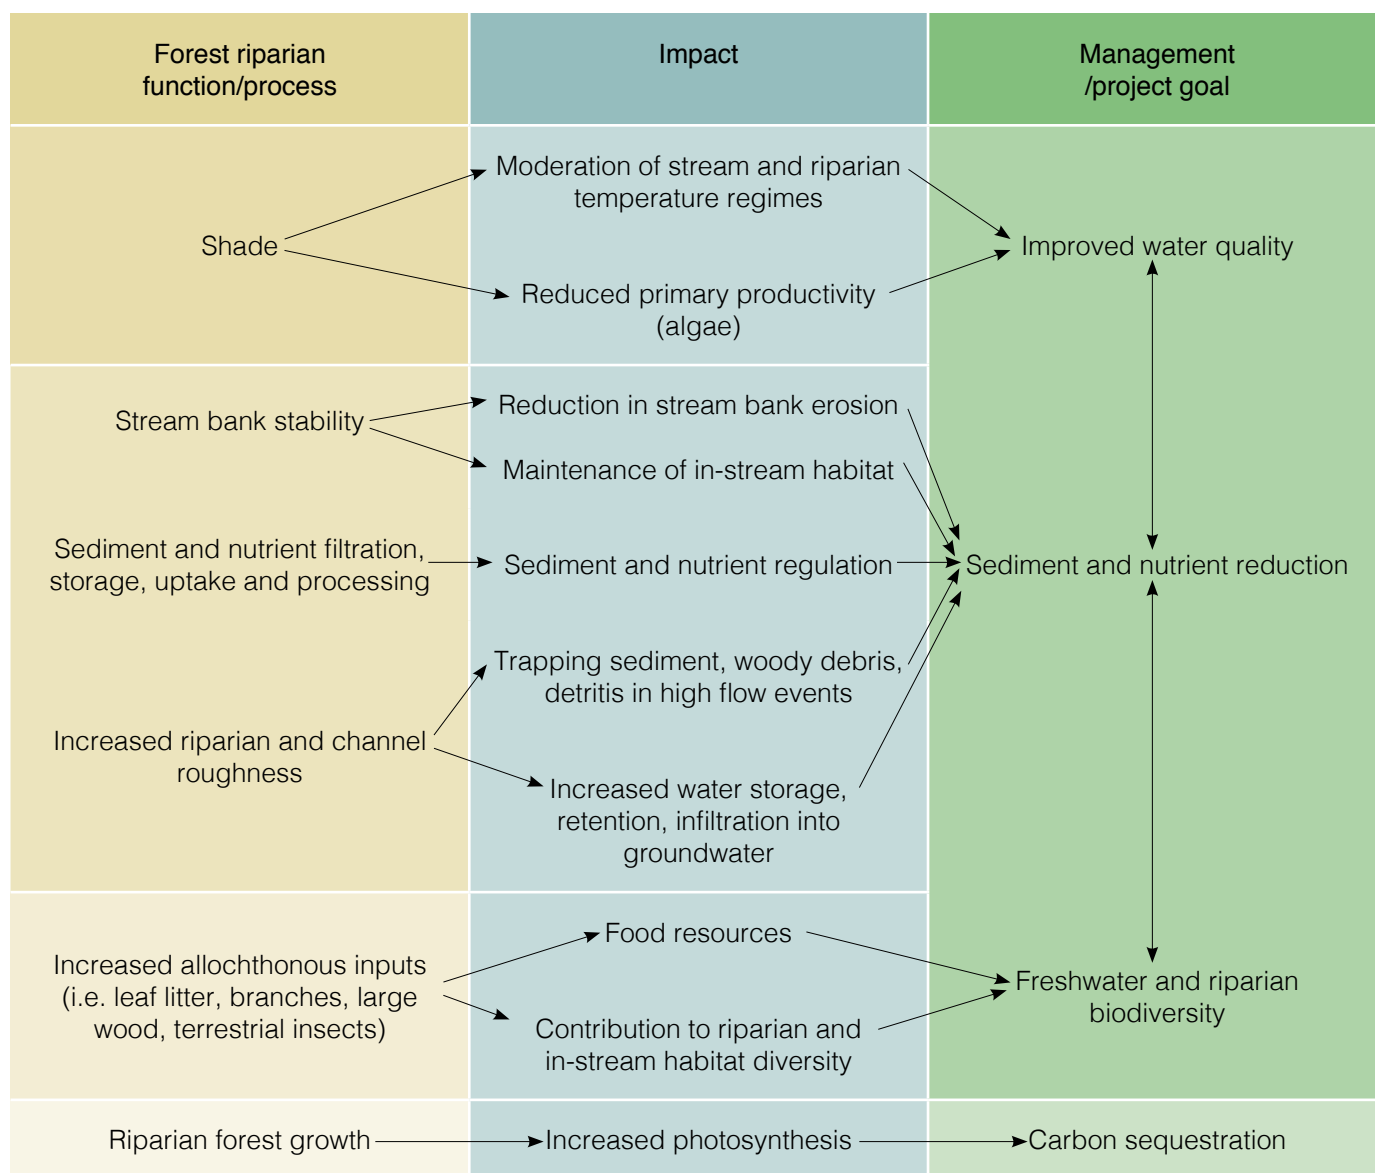 Forest riparian
function/process
Impact
Management
/project goal
Shade
Moderation of stream and riparian
temperature regimes
Reduced primary productivity
(algae)
Improved water quality
Stream bank stability
Reduction in stream bank erosion
Maintenance of in-stream habitat
Sediment and nutrient filtration,
storage, uptake and processing
Sediment and nutrient regulation
Sediment and nutrient reduction
Increased riparian and channel
roughness
Trapping sediment, woody debris,
detritis in high flow events
Increased water storage,
retention, infiltration into
groundwater
Increased allochthonous inputs
(i.e. leaf litter, branches, large
wood, terrestrial insects)
Food resources
Contribution to riparian and
in-stream habitat diversity
Freshwater and riparian
biodiversity
Riparian forest growth
Increased photosynthesis
Carbon sequestration